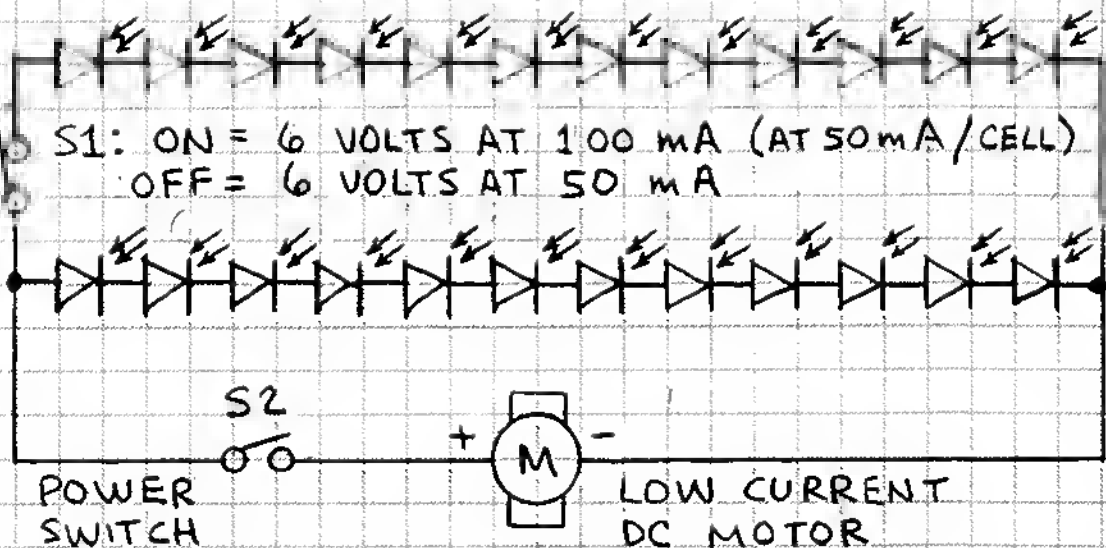 S1: ON = 6 VOLTS AT 100 mA (AT 50mA/CELL)
OFF = 6 VOLTS AT 50 mA
S2
+ M -
POWER
SWITCH
LOW CURRENT
DC MOTOR